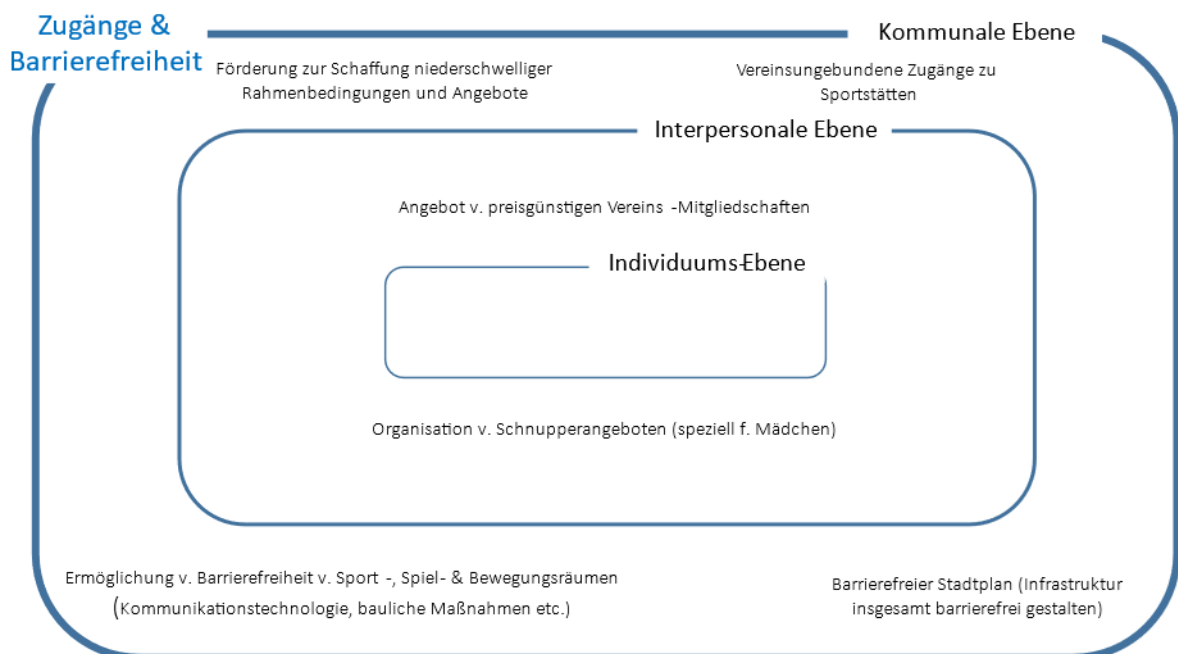 Zugänge &
Barrierefreiheit
Kommunale Ebene
Förderung zur Schaffung niederschwelliger
Rahmenbedingungen und Angebote
Vereinsungebundene Zugänge zu
Sportstätten
Interpersonale Ebene
Angebot v. preisgünstigen Vereins -Mitgliedschaften
Individuums-Ebene
Organisation v. Schnupperangeboten (speziell f. Mädchen)
Ermöglichung v. Barrierefreiheit v. Sport -, Spiel- & Bewegungsräumen
(Kommunikationstechnologie, bauliche Maßnahmen etc.)
Barrierefreier Stadtplan (Infrastruktur
insgesamt barrierefrei gestalten)